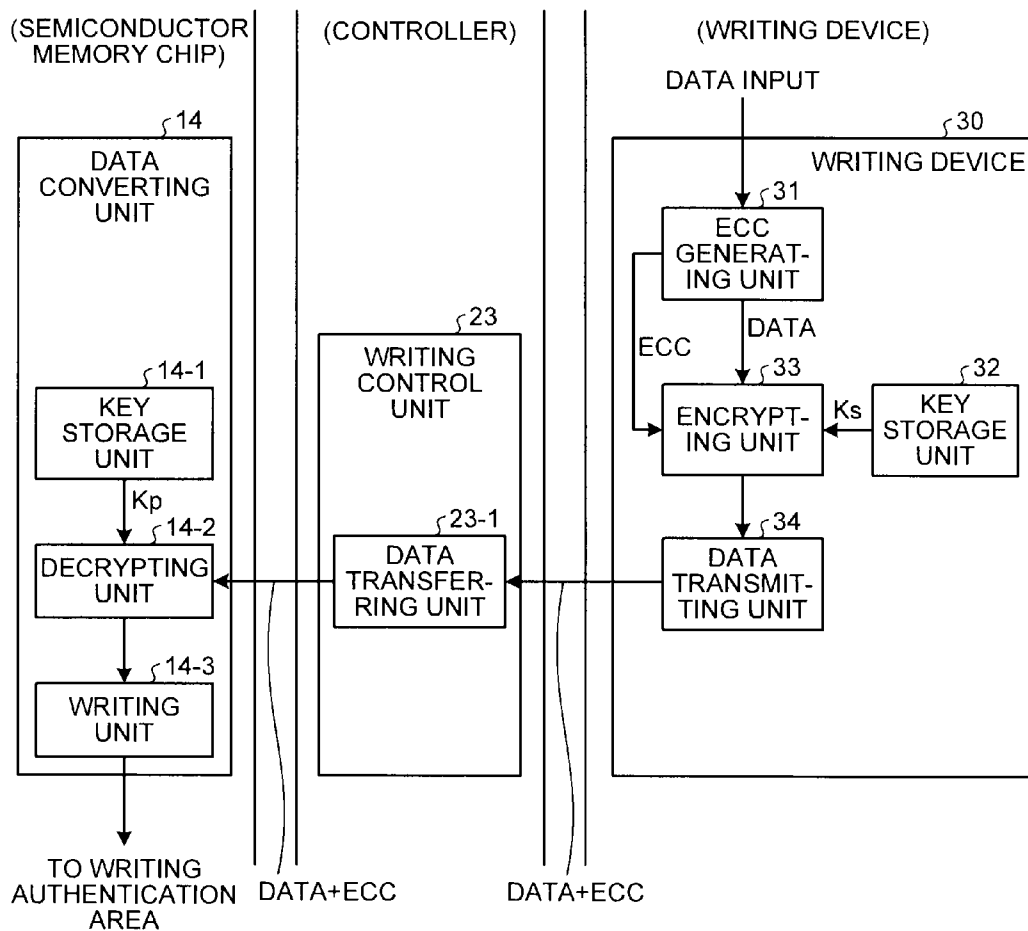 (SEMICONDUCTOR
MEMORY CHIP)
(CONTROLLER)
(WRITING DEVICE)
DATA INPUT
14
DATA
CONVERTING
UNIT
30
WRITING DEVICE
31
ECC
GENERAT-
ING UNIT
ECC
DATA
23
WRITING
CONTROL
UNIT
14-1
KEY
STORAGE
UNIT
33
ENCRYPT-
ING UNIT
Ks
32
KEY
STORAGE
UNIT
Kp
14-2
DECRYPTING
UNIT
23-1
DATA
TRANSFER-
RING UNIT
34
DATA
TRANSMIT-
TING UNIT
14-3
WRITING
UNIT
TO WRITING
AUTHENTICATION
AREA
DATA+ECC
DATA+ECC